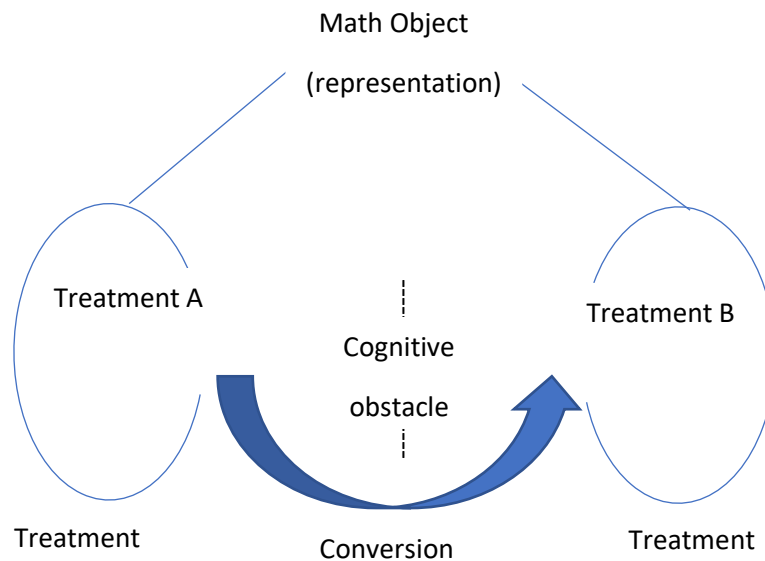 Math Object
(representation)
Treatment A
Treatment B
Cognitive
obstacle
Treatment
Conversion
Treatment